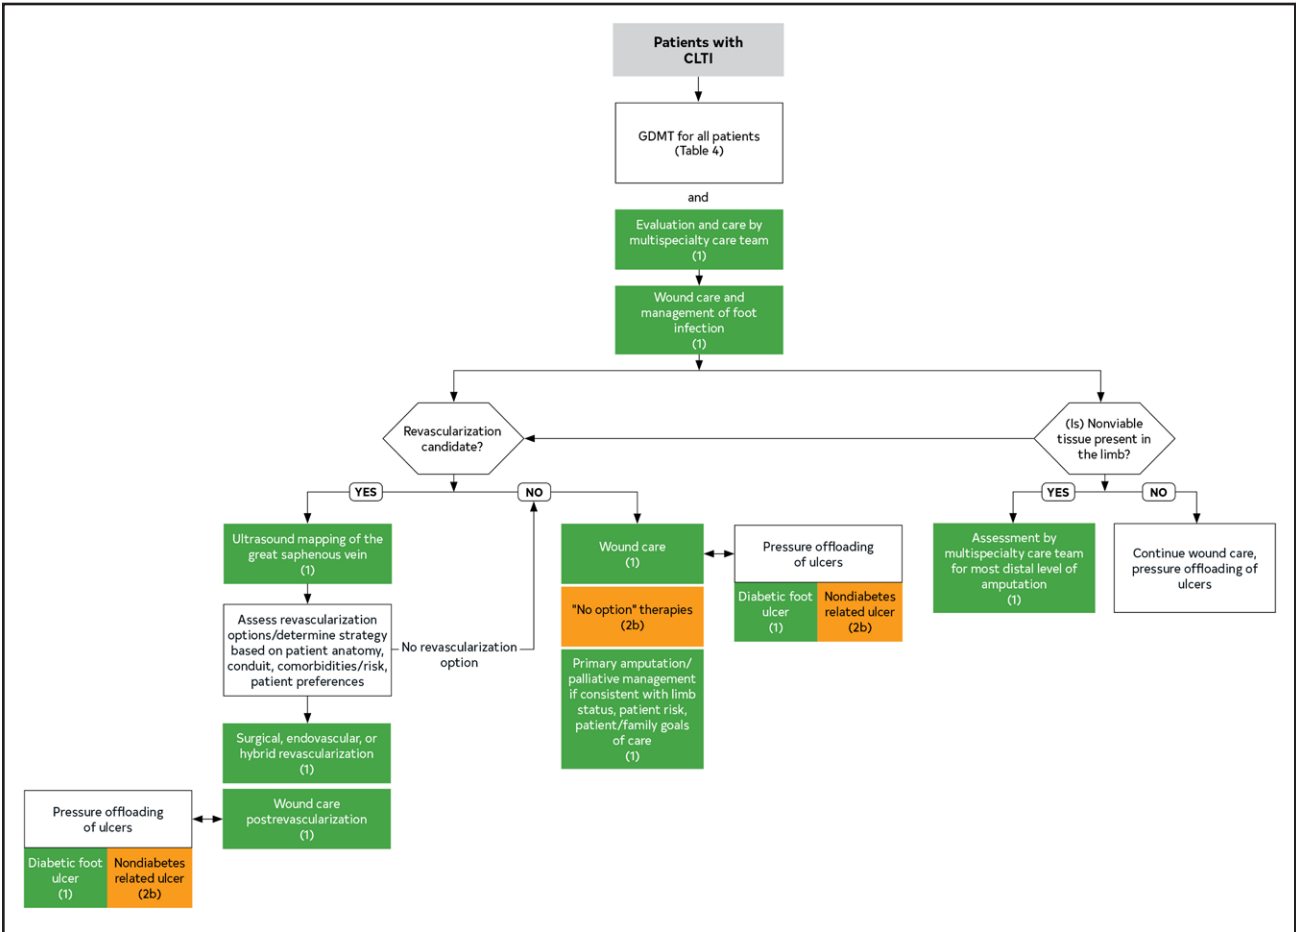 Patients with
CLTI
GDMT for all patients
(Table 4)
and
Evaluation and care by
multispecialty care team
(1)
Wound care and
management of foot
infection
(1)
Revascularization
candidate?
(Is) Nonviable
tissue present in
the limb?
YES
NO
YES
NO
Ultrasound mapping of the
great saphenous vein
(1)
Assess revascularization
options/determine strategy
based on patient anatomy,
conduit, comorbidities/risk,
patient preferences
No revascularization
option
Surgical, endovascular, or
hybrid revascularization
(1)
Wound care
postrevascularization
(1)
Pressure offloading
of ulcers
Diabetic foot
ulcer
(1)
Nondiabetes
related ulcer
(2b)
Wound care
(1)
"No option" therapies
(2b)
Primary amputation/
palliative management
if consistent with limb
status, patient risk,
patient/family goals
of care
(1)
Pressure offloading
of ulcers
Diabetic foot
ulcer
(1)
Nondiabetes
related ulcer
(2b)
Assessment by
multispecialty care team
for most distal level of
amputation
(1)
Continue wound care,
pressure offloading of
ulcers